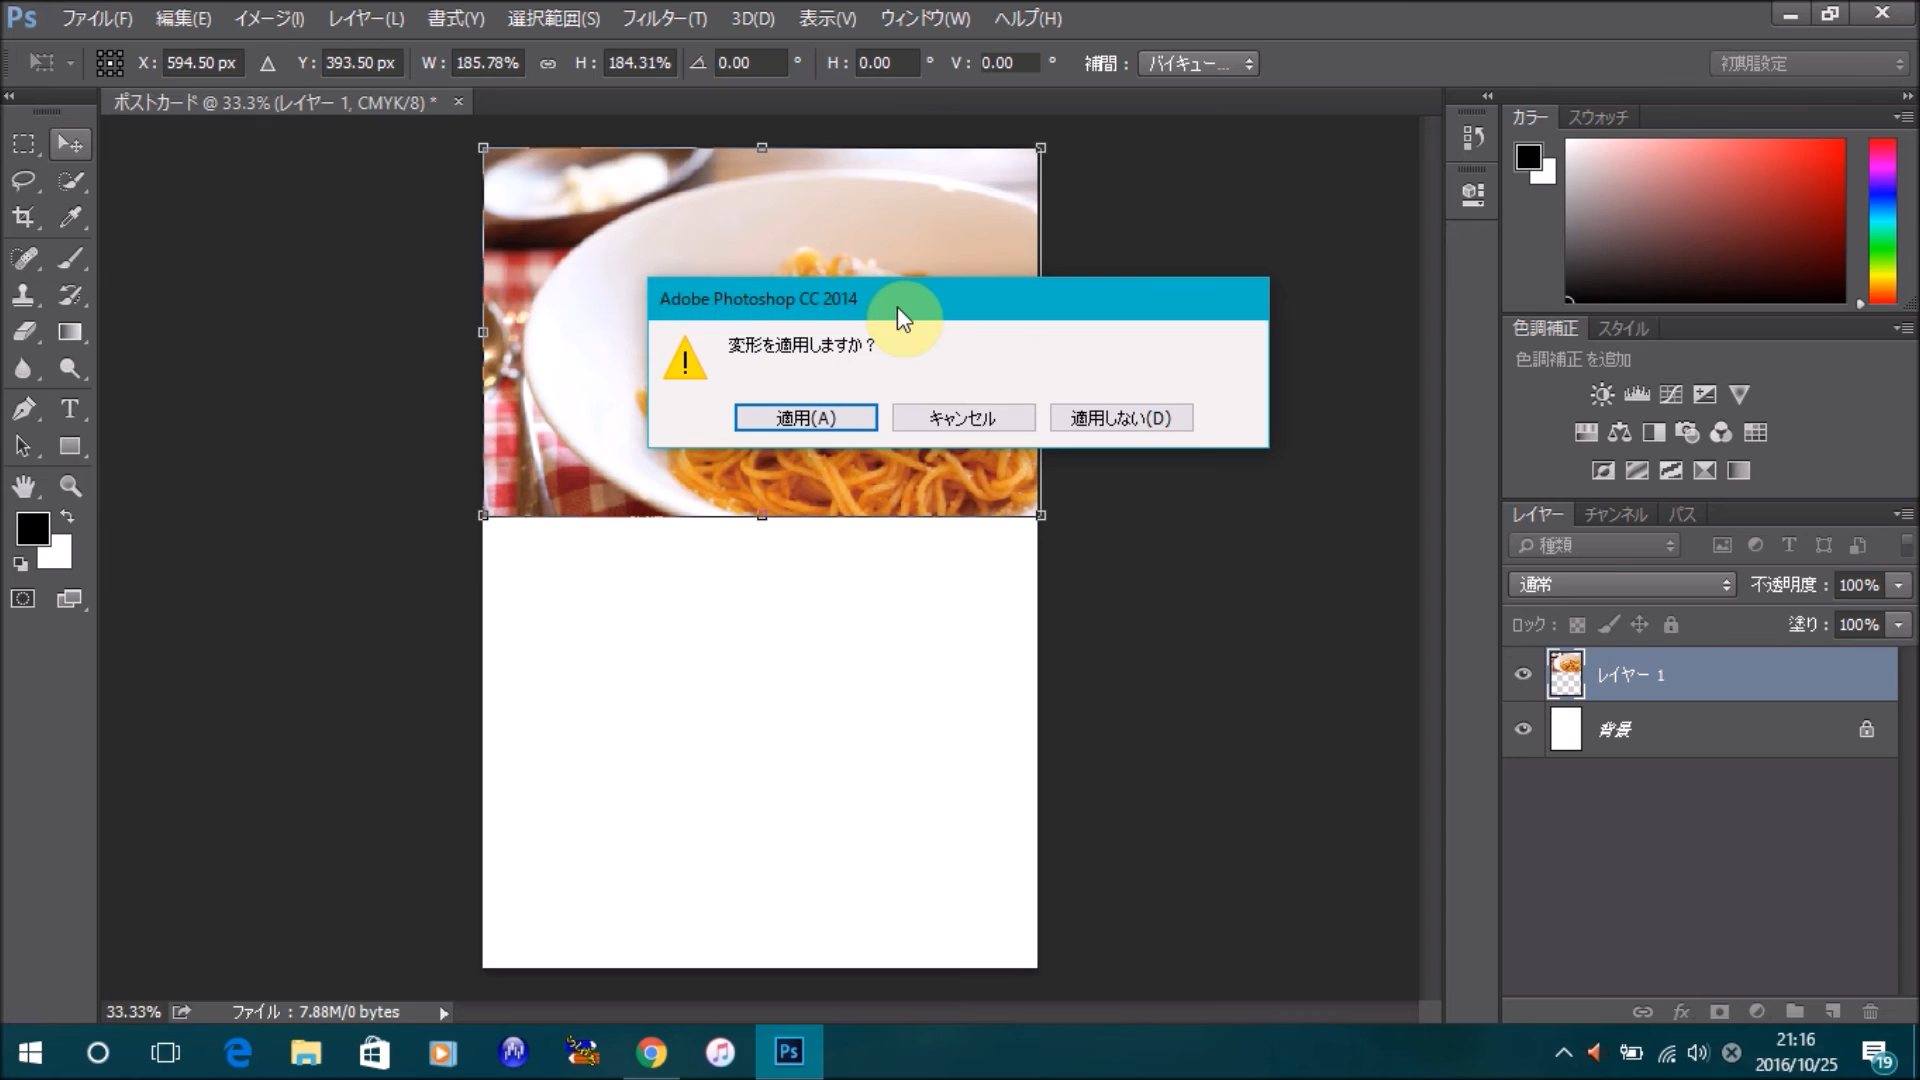 Ps ファイル(F) 編集(E) イメージ(I) レイヤー(L) 書式(Y) 選択範囲(S) フィルター(T) 3D(D) 表示(V) ウィンドウ(W) ヘルプ(H)
X: 594.50 px Y: 393.50 px W: 185.78% H: 184.31% 0.00 ° H: 0.00 ° V: 0.00 ° 補間: バイキュー... 初期設定
ポストカード @ 33.3% (レイヤー 1, CMYK/8) * ×
カラー スウォッチ
Adobe Photoshop CC 2014
変形を適用しますか?
適用(A) キャンセル 適用しない(D)
色調補正 スタイル
色調補正を追加
レイヤー チャンネル パス
種類
通常 不透明度: 100%
ロック: 塗り: 100%
レイヤー 1
背景
33.33% ファイル : 7.88M/0 bytes
Ps
21:16
2016/10/25
19